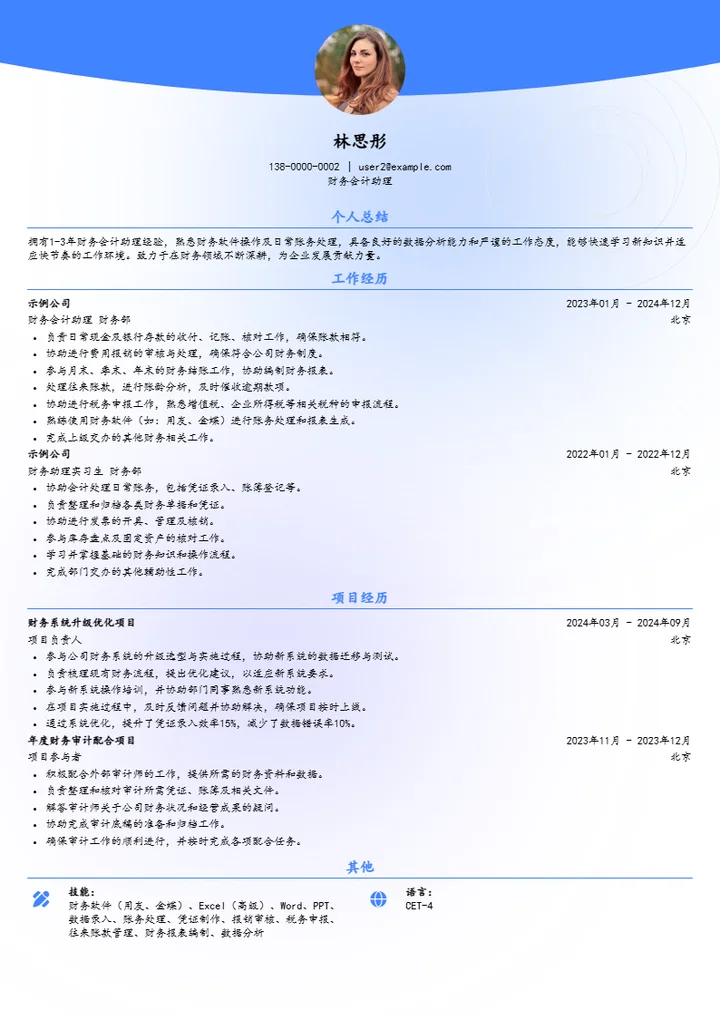 林思彤
138-0000-0002 | user2@example.com
财务会计助理
个人总结
拥有1-3年财务会计助理经验，熟悉财务软件操作及日常账务处理，具备良好的数据分析能力和严谨的工作态度，能够快速学习新知识并适
应快节奏的工作环境。致力于在财务领域不断深耕，为企业发展贡献力量。
工作经历
示例公司 2023年01月 - 2024年12月
财务会计助理 财务部 北京
• 负责日常现金及银行存款的收付、记账、核对工作，确保账款相符。
• 协助进行费用报销的审核与处理，确保符合公司财务制度。
• 参与月末、季末、年末的财务结账工作，协助编制财务报表。
• 处理往来账款，进行账龄分析，及时催收逾期款项。
• 协助进行税务申报工作，熟悉增值税、企业所得税等相关税种的申报流程。
• 熟练使用财务软件（如：用友、金蝶）进行账务处理和报表生成。
• 完成上级交办的其他财务相关工作。
示例公司 2022年01月 - 2022年12月
财务助理实习生 财务部 北京
• 协助会计处理日常账务，包括凭证录入、账簿登记等。
• 负责整理和归档各类财务单据和凭证。
• 协助进行发票的开具、管理及核销。
• 参与库存盘点及固定资产的核对工作。
• 学习并掌握基础的财务知识和操作流程。
• 完成部门交办的其他辅助性工作。
项目经历
财务系统升级优化项目 2024年03月 - 2024年09月
项目负责人 北京
• 参与公司财务系统的升级选型与实施过程，协助新系统的数据迁移与测试。
• 负责梳理现有财务流程，提出优化建议，以适应新系统要求。
• 参与新系统操作培训，并协助部门同事熟悉新系统功能。
• 在项目实施过程中，及时反馈问题并协助解决，确保项目按时上线。
• 通过系统优化，提升了凭证录入效率15%，减少了数据错误率10%。
年度财务审计配合项目 2023年11月 - 2023年12月
项目参与者 北京
• 积极配合外部审计师的工作，提供所需的财务资料和数据。
• 负责整理和核对审计所需凭证、账簿及相关文件。
• 解答审计师关于公司财务状况和经营成果的疑问。
• 协助完成审计底稿的准备和归档工作。
• 确保审计工作的顺利进行，并按时完成各项配合任务。
其他
技能：
财务软件（用友、金蝶）、Excel（高级）、Word、PPT、
数据录入、账务处理、凭证制作、报销审核、税务申报、
往来账款管理、财务报表编制、数据分析
语言：
CET-4